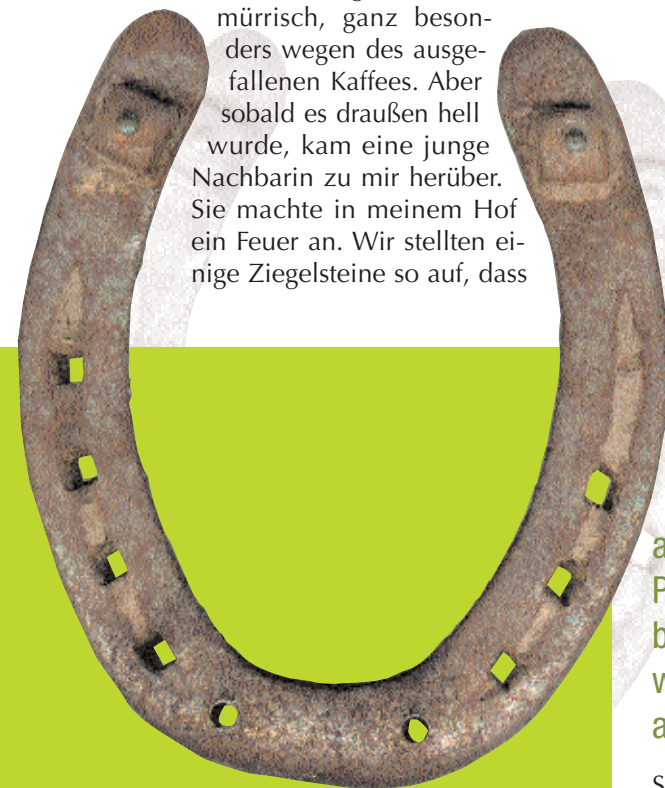 mürrisch, ganz beson-
ders wegen des ausge-
fallenen Kaffees. Aber
sobald es draußen hell
wurde, kam eine junge
Nachbarin zu mir herüber.
Sie machte in meinem Hof
ein Feuer an. Wir stellten ei-
nige Ziegelsteine so auf, dass